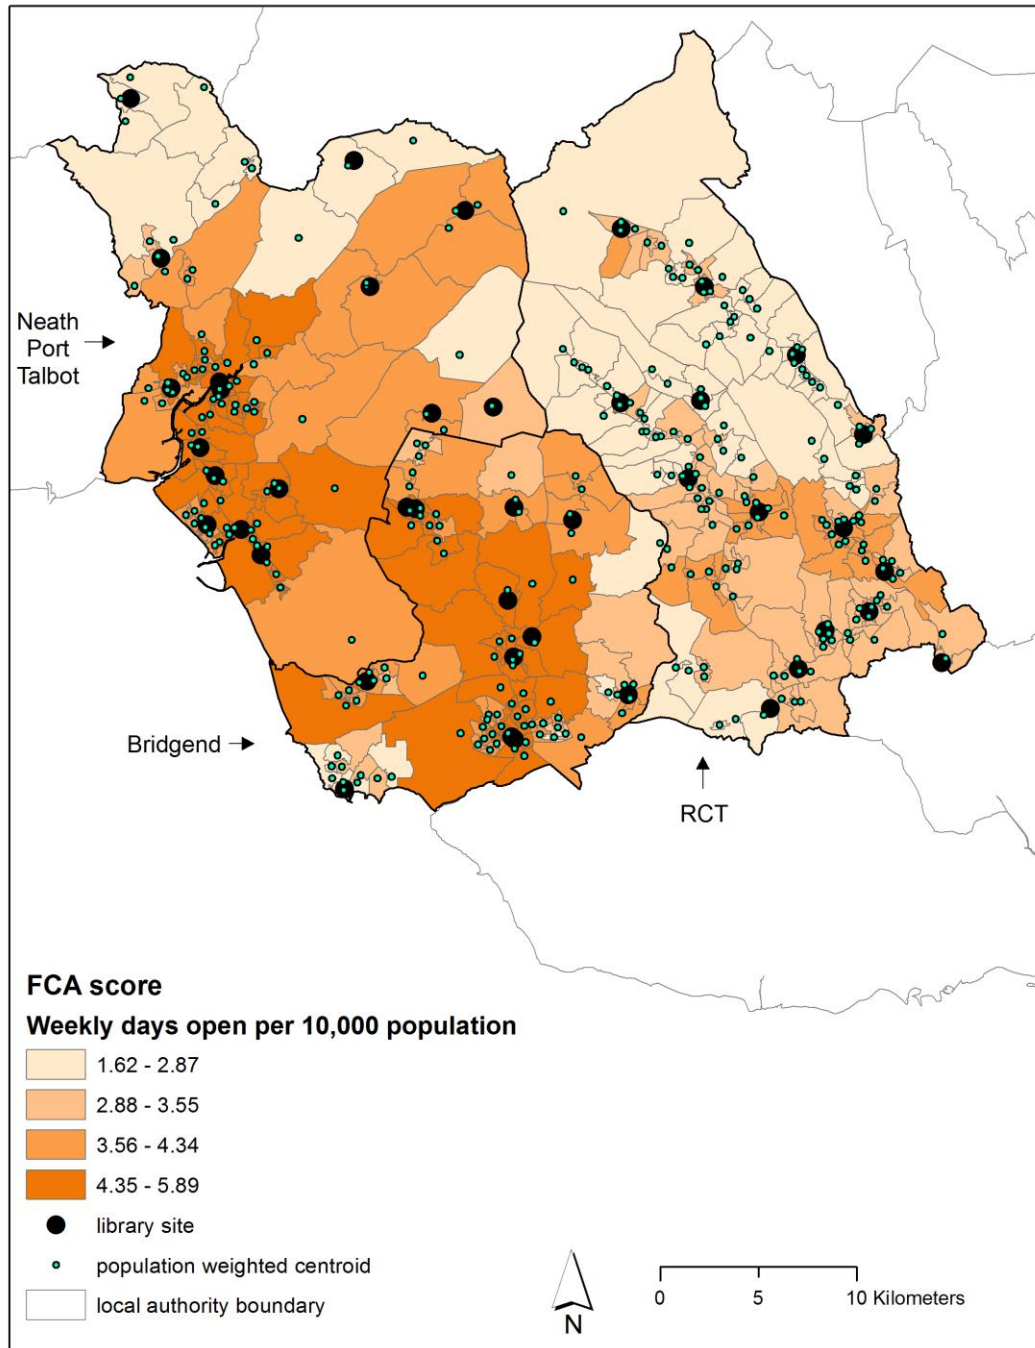 Neath
Port
Talbot
Bridgend
RCT
FCA score
Weekly days open per 10,000 population
1.62 - 2.87
2.88 - 3.55
3.56 - 4.34
4.35 - 5.89
library site
population weighted centroid
local authority boundary
N
0 5 10 Kilometers